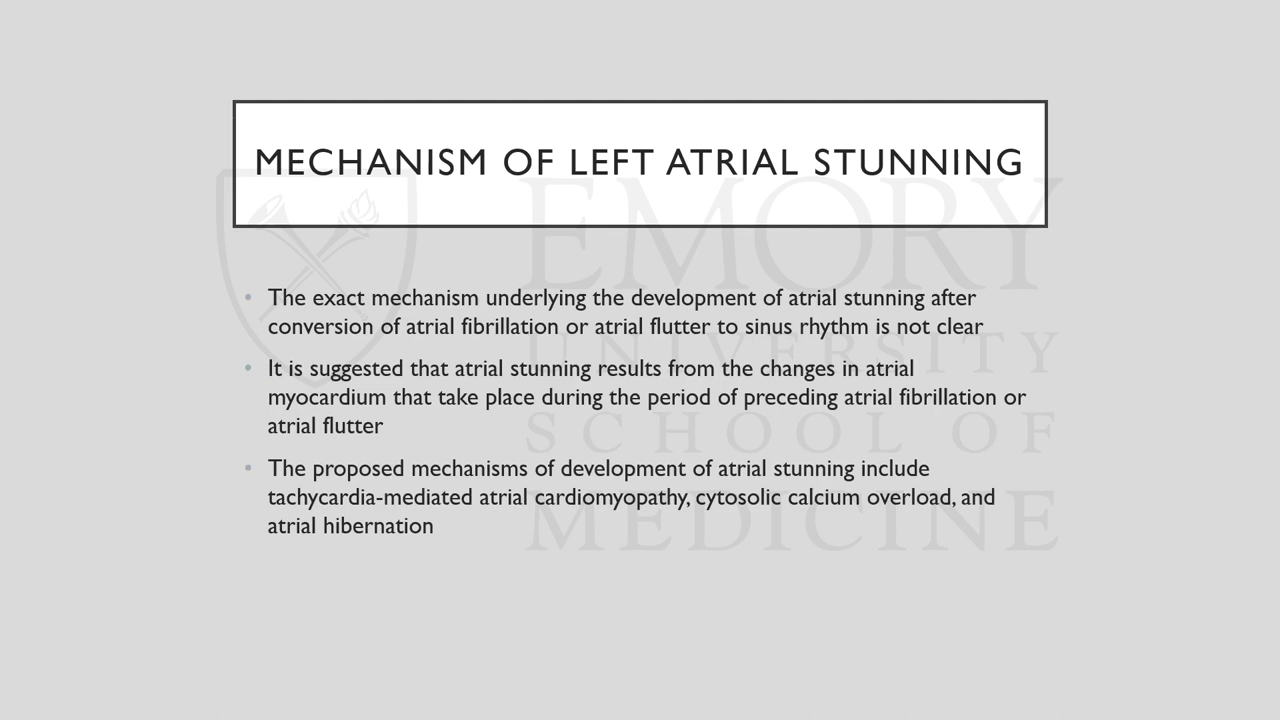 MECHANISM OF LEFT ATRIAL STUNNING
• The exact mechanism underlying the development of atrial stunning after
conversion of atrial fibrillation or atrial flutter to sinus rhythm is not clear
• It is suggested that atrial stunning results from the changes in atrial
myocardium that take place during the period of preceding atrial fibrillation or
atrial flutter
• The proposed mechanisms of development of atrial stunning include
tachycardia-mediated atrial cardiomyopathy, cytosolic calcium overload, and
atrial hibernation
EMORY
UNIVERSITY
SCHOOL OF
MEDICINE